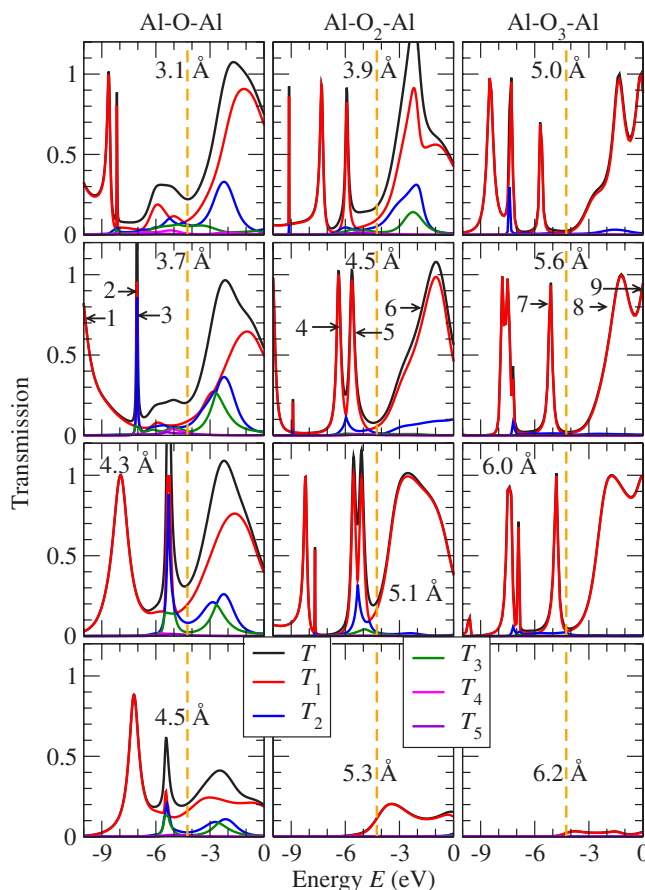 Al-O-Al Al-O₂-Al Al-O₃-Al
3.1 Å 3.9 Å 5.0 Å
1
0.5
0
3.7 Å 4.5 Å 5.6 Å
2 9
1 3 4 5 6 7 8
1
0.5
0
4.3 Å 5.1 Å 6.0 Å
1
0.5
0
T T₃
T₁ T₄
T₂ T₅
4.5 Å 5.3 Å 6.2 Å
1
0.5
0
-9 -6 -3 0 -9 -6 -3 0 -9 -6 -3 0
Transmission
Energy E (eV)